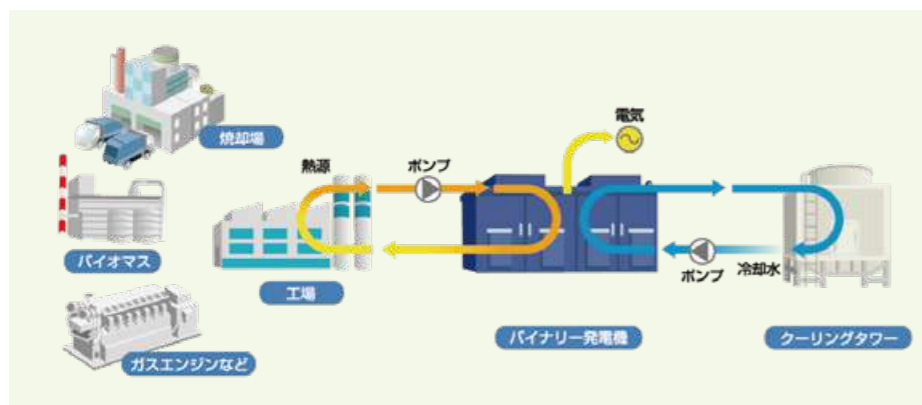 焼却場
バイオマス
ガスエンジンなど
熱源
工場
ポンプ
電気
バイナリー発電機
ポンプ
冷却水
クーリングタワー